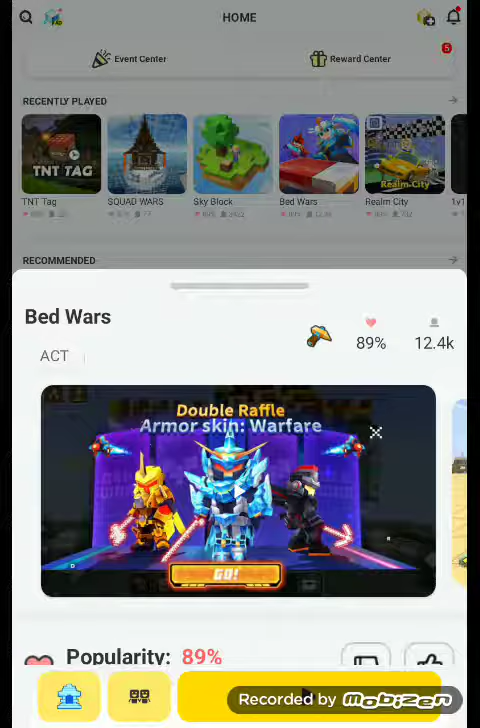 HOME
Event Center
Reward Center
5
RECENTLY PLAYED
TNT TAG
Realm City
TNT Tag
SQUAD WARS
Sky Block
Bed Wars
Realm City
1v1
RECOMMENDED
Bed Wars
ACT
89%
12.4k
Double Raffle
Armor skin: Warfare
GO!
Popularity: 89%
Recorded by Mobizen